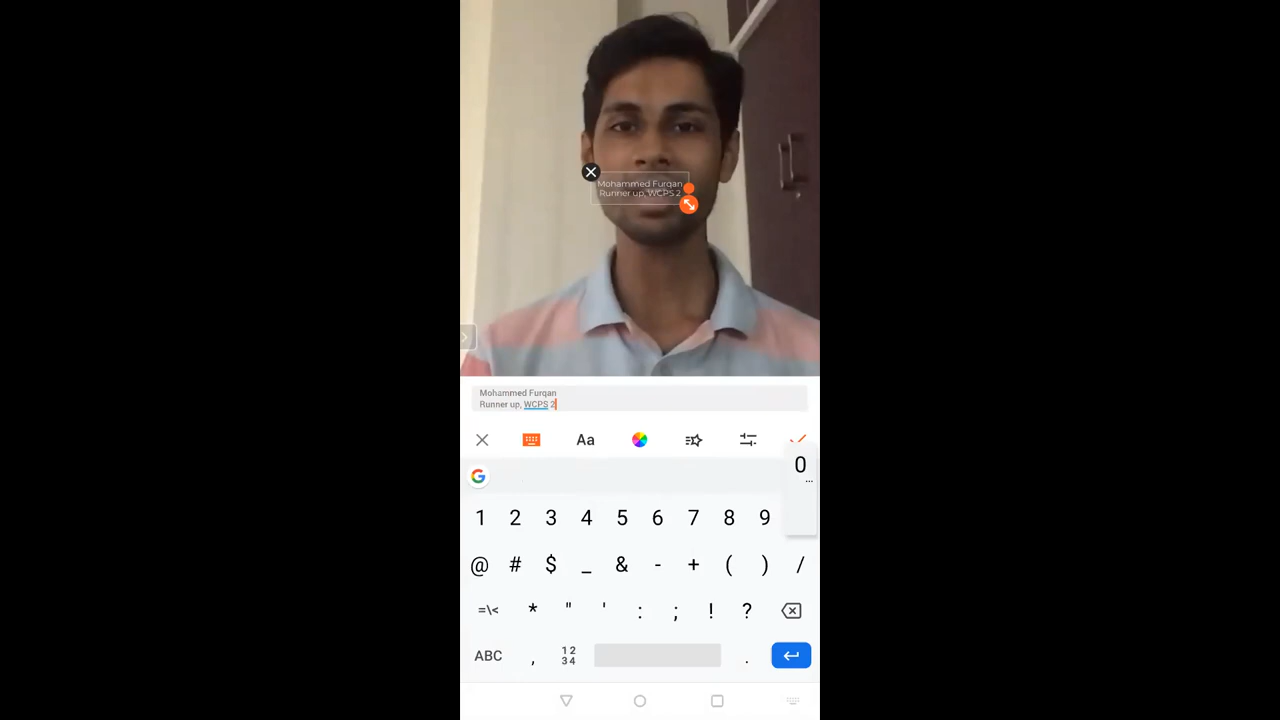 Mohammed Furqan
Runner up, WCPS 2
Mohammed Furqan
Runner up, WCPS 2
Aa
0
...
1 2 3 4 5 6 7 8 9
@ # $ _ & - + ( ) /
=\< * " ' : ; ! ?
ABC , 12 34 .